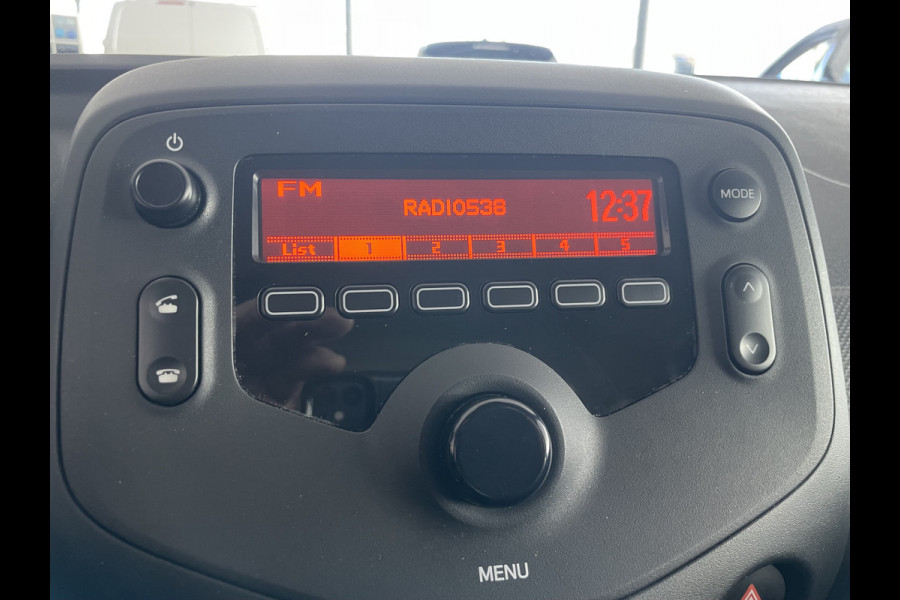 FM
RADIO538
12:37
List 1 2 3 4 5
MODE
MENU